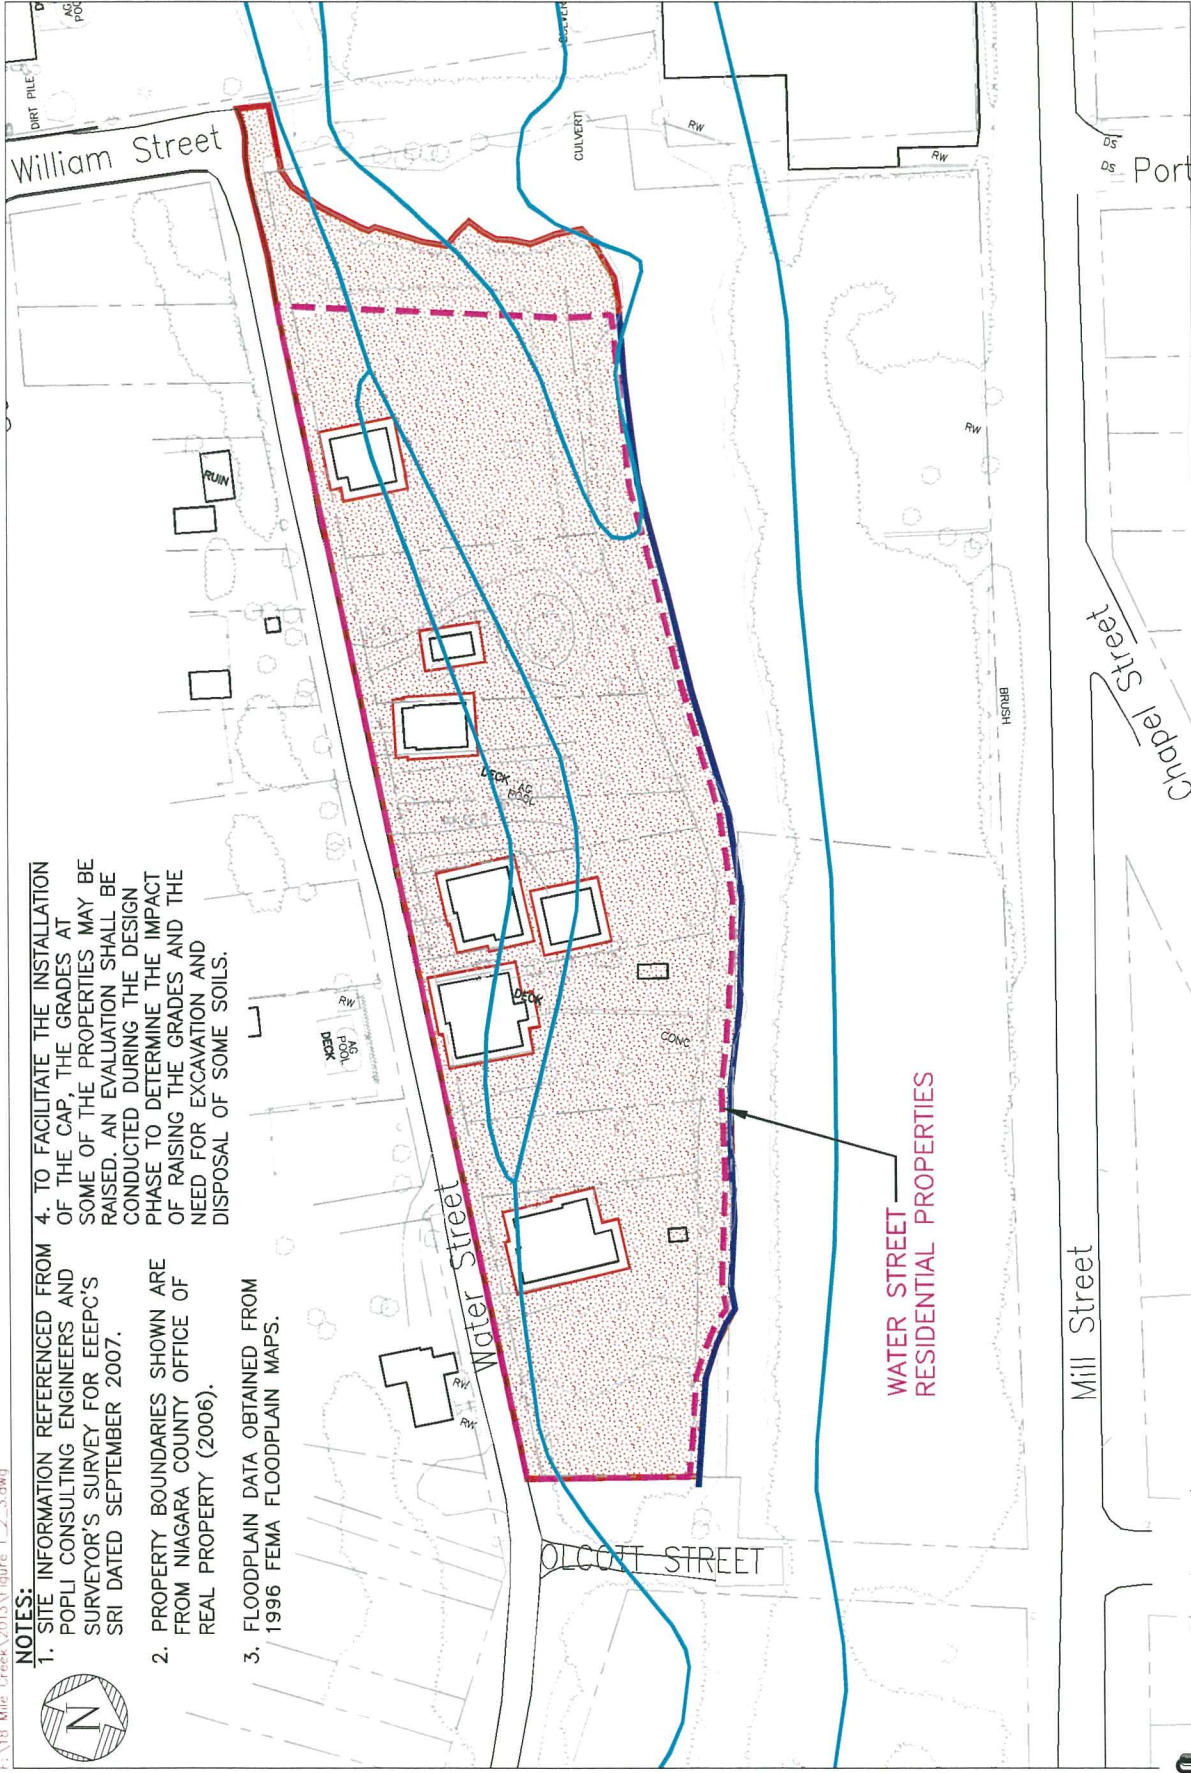 NOTES:
1. SITE INFORMATION REFERENCED FROM
POPLI CONSULTING ENGINEERS AND
SURVEYOR'S SURVEY FOR EEEPC'S
SRI DATED SEPTEMBER 2007.
2. PROPERTY BOUNDARIES SHOWN ARE
FROM NIAGARA COUNTY OFFICE OF
REAL PROPERTY (2006).
3. FLOODPLAIN DATA OBTAINED FROM
1996 FEMA FLOODPLAIN MAPS.
4. TO FACILITATE THE INSTALLATION
OF THE CAP, THE GRADES AT
SOME OF THE PROPERTIES MAY BE
RAISED. AN EVALUATION SHALL BE
CONDUCTED DURING THE DESIGN
PHASE TO DETERMINE THE IMPACT
OF RAISING THE GRADES AND THE
NEED FOR EXCAVATION AND
DISPOSAL OF SOME SOILS.
N
William Street
DIRT PILE
AG
POO
CULVERT
RW
RW
DS
DS
Port
RUIN
RW
BRUSH
Chapel Street
DECK
AG
POOL
RW
AG
POOL
DECK
DECK
CONC
Water Street
RW
RW
WATER STREET
RESIDENTIAL PROPERTIES
Mill Street
OLCOTT STREET